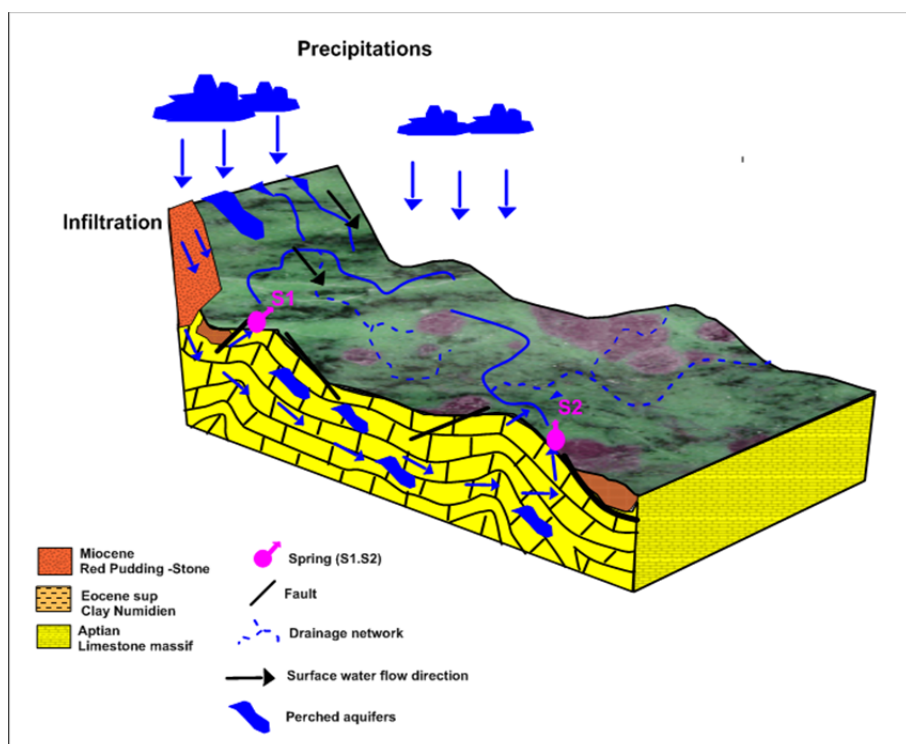 Precipitations
Infiltration
S1
S2
Miocene
Red Pudding -Stone
Eocene sup
Clay Numidien
Aptian
Limestone massif
Spring (S1.S2)
Fault
Drainage network
Surface water flow direction
Perched aquifers